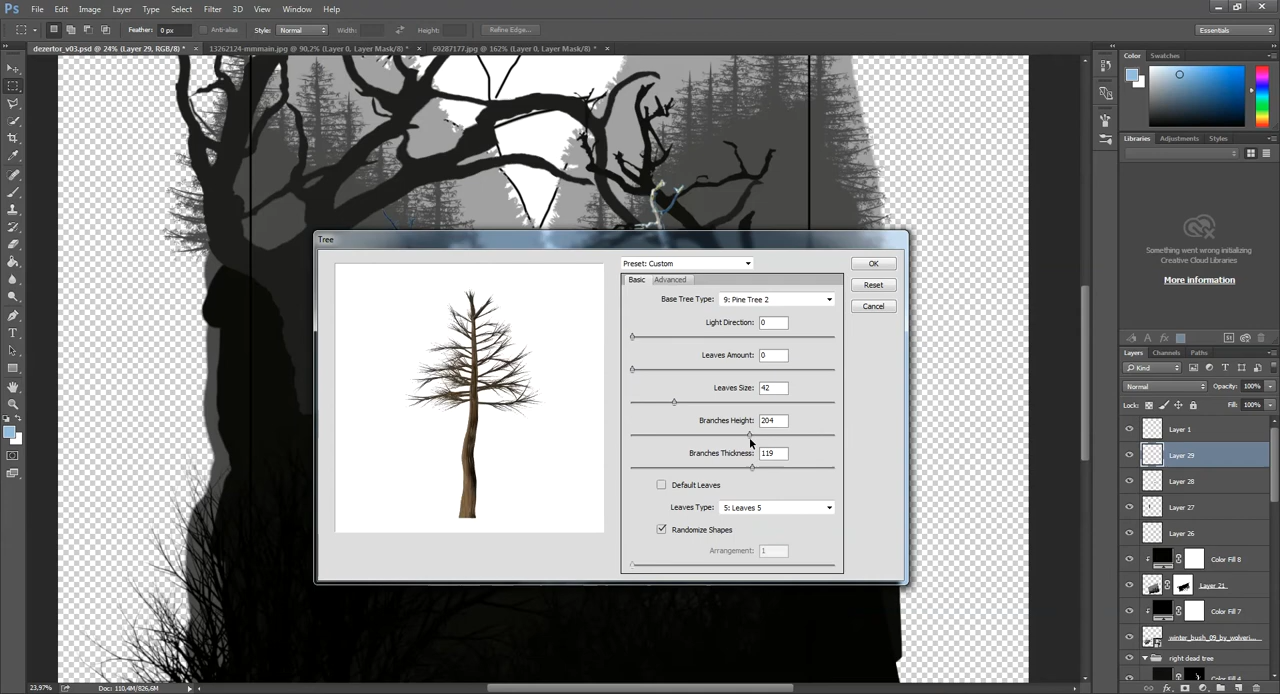 Ps File Edit Image Layer Type Select Filter 3D View Window Help
Feather: 0 px Anti-alias Style: Normal Width: Height: Refine Edge... Essentials
dezertor_v03.psd @ 24% (Layer 29, RGB/8) * × 13262124-mmmain.jpg @ 90,2% (Layer 0, Layer Mask/8) * × 69287177.jpg @ 162% (Layer 0, Layer Mask/8) * ×
Color Swatches
Libraries Adjustments Styles
Something went wrong initializing
Creative Cloud Libraries
More information
Tree
Preset: Custom OK
Basic Advanced Reset
Base Tree Type: 9: Pine Tree 2 Cancel
Light Direction: 0
Leaves Amount: 0
Leaves Size: 42
Branches Height: 204
Branches Thickness: 119
Default Leaves
Leaves Type: 5: Leaves 5
Randomize Shapes
Arrangement: 1
Layers Channels Paths
Kind
Normal Opacity: 100%
Lock: Fill: 100%
Layer 1
Layer 29
Layer 28
Layer 27
Layer 26
Color Fill 8
Layer 21
Color Fill 7
winter_bush_09_by_wolveri...
right dead tree
Color Fill 4
23,97% Doc: 110,4M/826,6M